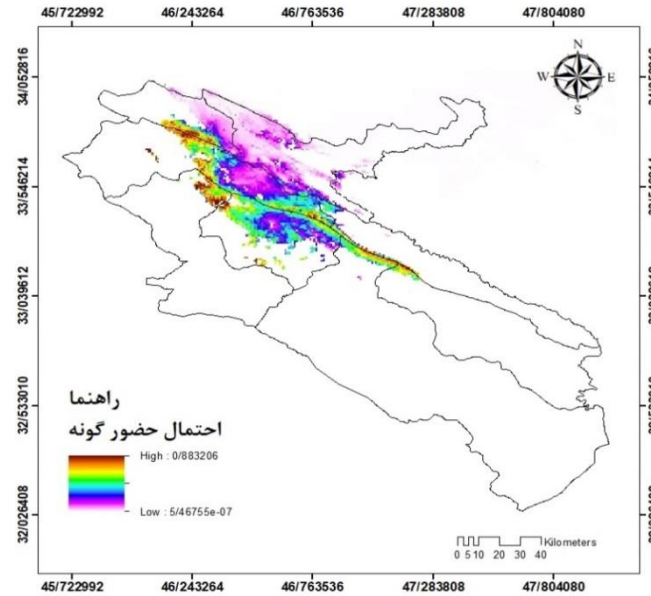 45/722992 46/243264 46/763536 47/283808 47/804080
N
W E
S
34/052816
33/546214
33/039612
32/533010
32/026408
راهنما
احتمال حضور گونه
High : 0/883206
Low : 5/46755e-07
Kilometers
0 5 10 20 30 40
45/722992 46/243264 46/763536 47/283808 47/804080